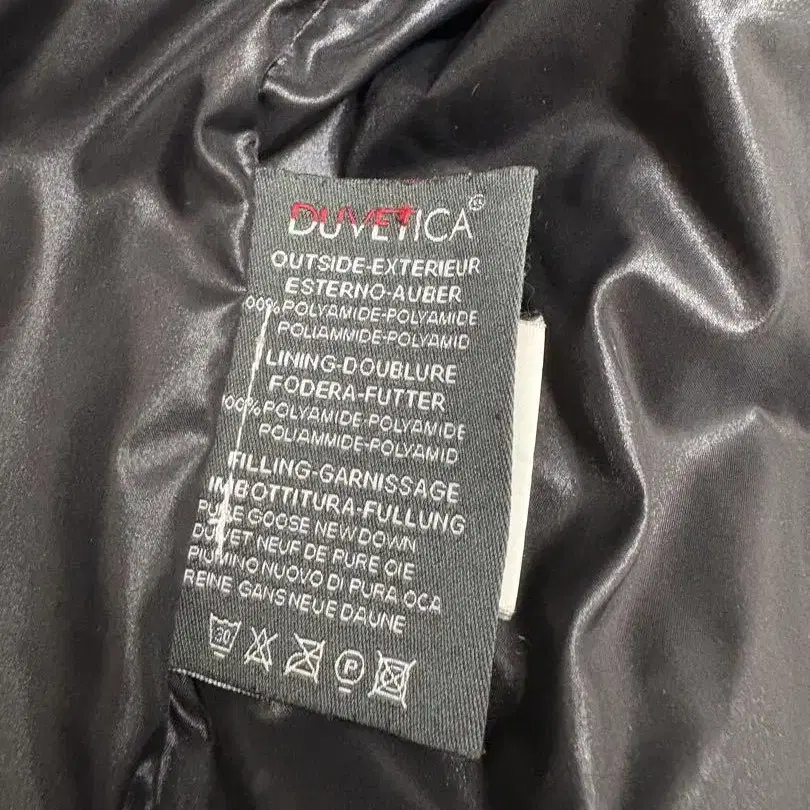 DUVETICA®
OUTSIDE-EXTERIEUR
ESTERNO-AUBER
100% POLYAMIDE-POLYAMIDE
POLIAMMIDE-POLYAMID
LINING-DOUBLURE
FODERA-FUTTER
100% POLYAMIDE-POLYAMIDE
POLIAMMIDE-POLYAMID
FILLING-GARNISSAGE
IMBOTTITURA-FULLUNG
PURE GOOSE NEW DOWN
DUVET NEUF DE PURE OIE
PIUMINO NUOVO DI PURA OCA
REINE GANS NEUE DAUNE
30
P